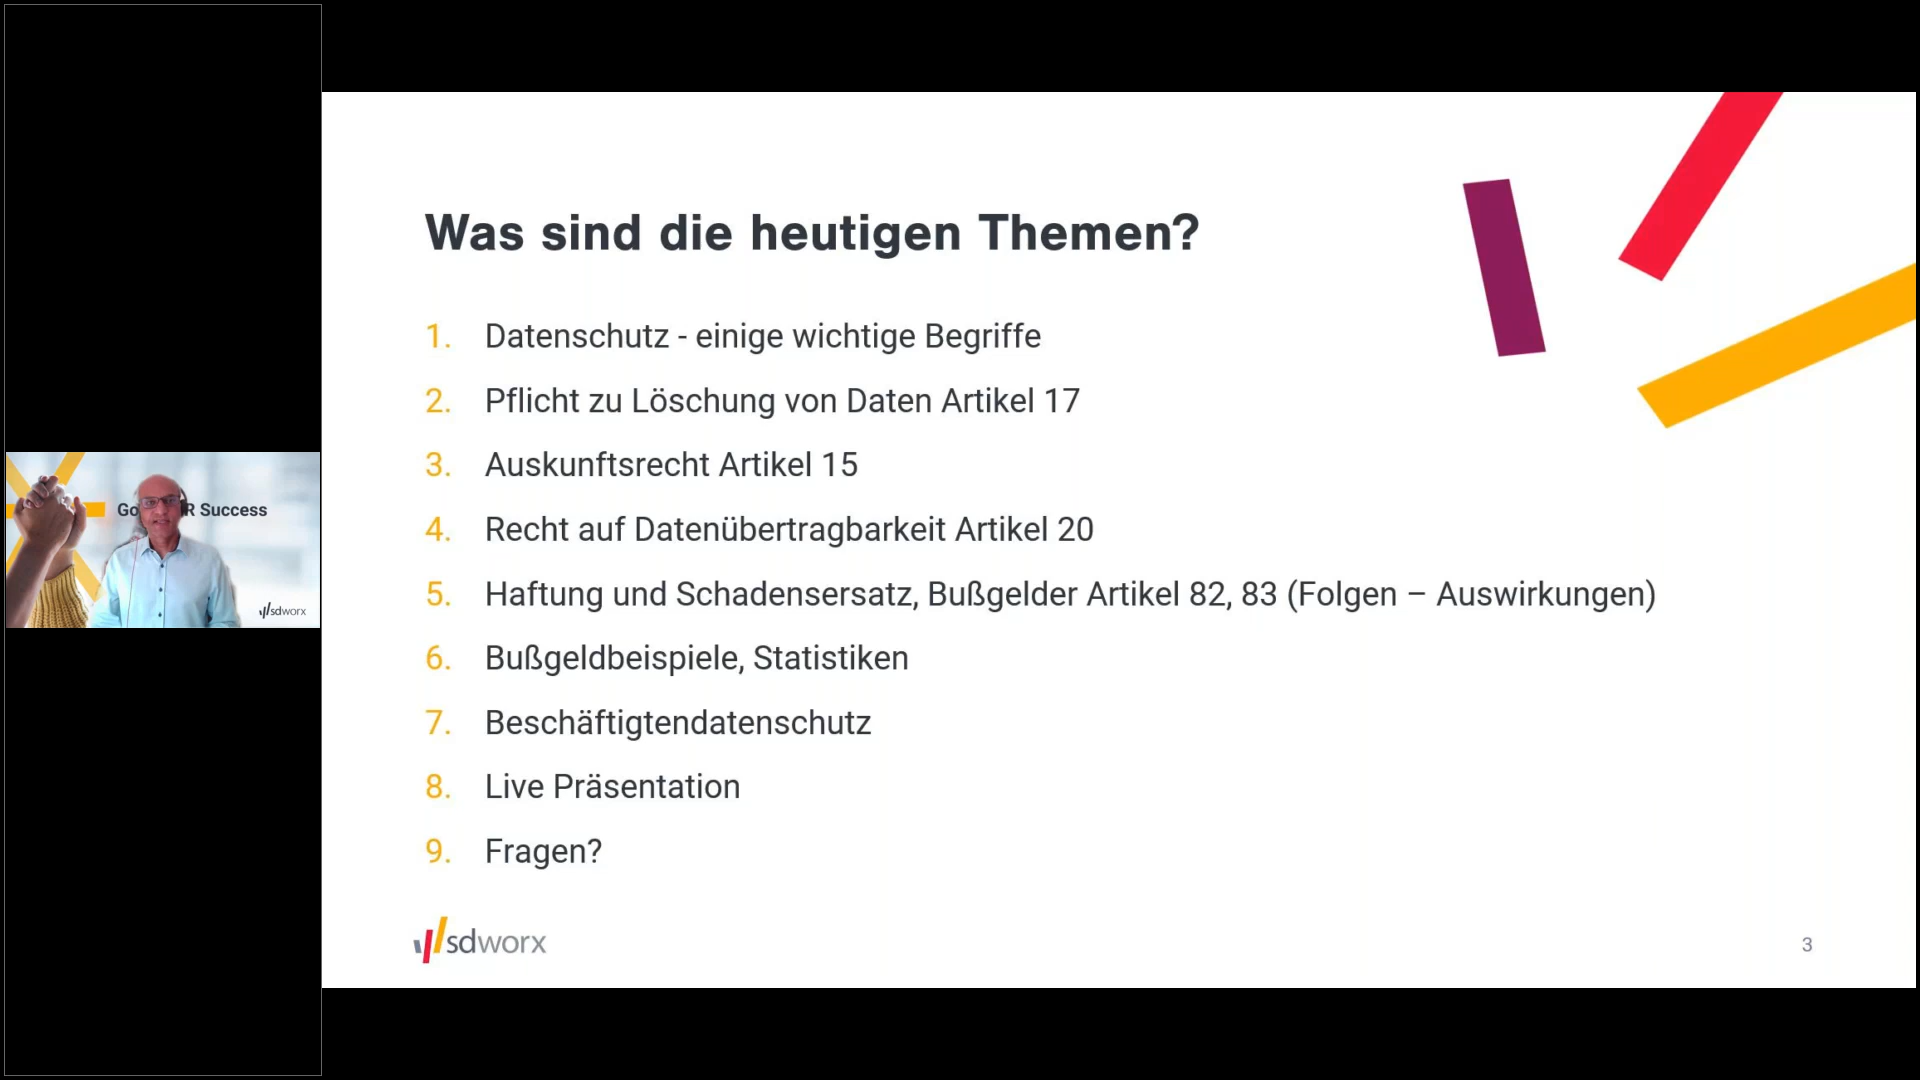 Was sind die heutigen Themen?
1. Datenschutz - einige wichtige Begriffe
2. Pflicht zu Löschung von Daten Artikel 17
3. Auskunftsrecht Artikel 15
4. Recht auf Datenübertragbarkeit Artikel 20
5. Haftung und Schadensersatz, Bußgelder Artikel 82, 83 (Folgen – Auswirkungen)
6. Bußgeldbeispiele, Statistiken
7. Beschäftigtendatenschutz
8. Live Präsentation
9. Fragen?
sdworx
3
Go R Success
sdworx